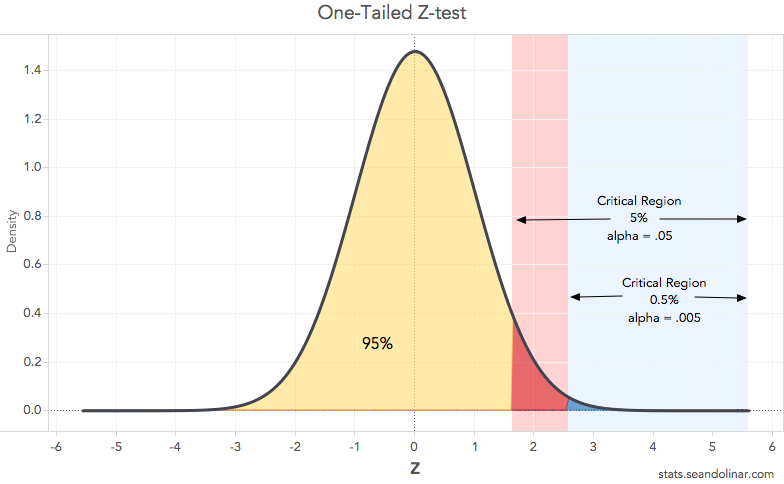 One-Tailed Z-test
1.4
1.2
1.0
0.8
0.6
0.4
0.2
0.0
Density
Critical Region
5%
alpha = .05
Critical Region
0.5%
alpha = .005
95%
-6 -5 -4 -3 -2 -1 0 1 2 3 4 5 6
Z
stats.seandolinar.com